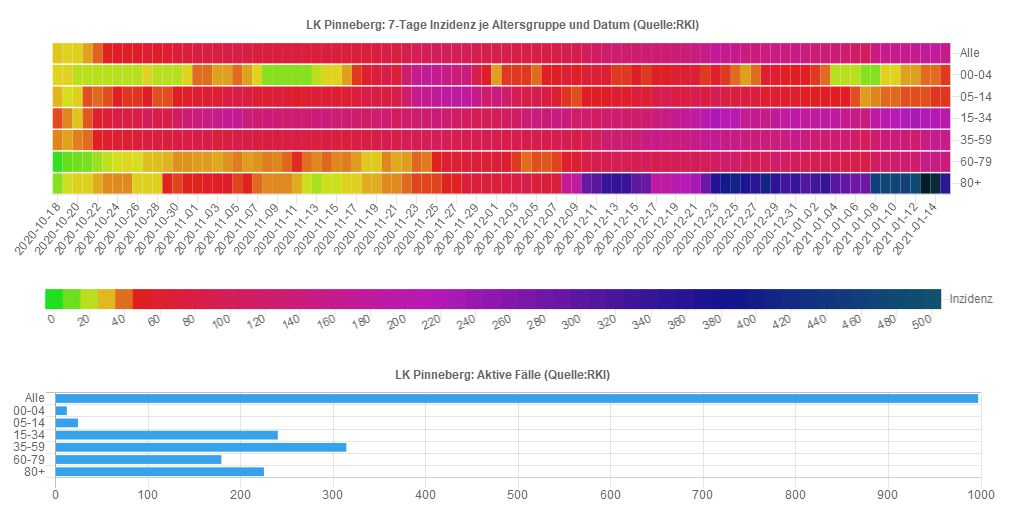 LK Pinneberg: 7-Tage Inzidenz je Altersgruppe und Datum (Quelle:RKI)
Alle
00-04
05-14
15-34
35-59
60-79
80+
2020-10-18 2020-10-20 2020-10-22 2020-10-24 2020-10-26 2020-10-28 2020-10-30 2020-11-01 2020-11-03 2020-11-05 2020-11-07 2020-11-09 2020-11-11 2020-11-13 2020-11-15 2020-11-17 2020-11-19 2020-11-21 2020-11-23 2020-11-25 2020-11-27 2020-11-29 2020-12-01 2020-12-03 2020-12-05 2020-12-07 2020-12-09 2020-12-11 2020-12-13 2020-12-15 2020-12-17 2020-12-19 2020-12-21 2020-12-23 2020-12-25 2020-12-27 2020-12-29 2020-12-31 2021-01-02 2021-01-04 2021-01-06 2021-01-08 2021-01-10 2021-01-12 2021-01-14
Inzidenz
0 20 40 60 80 100 120 140 160 180 200 220 240 260 280 300 320 340 360 380 400 420 440 460 480 500
LK Pinneberg: Aktive Fälle (Quelle:RKI)
Alle
00-04
05-14
15-34
35-59
60-79
80+
0 100 200 300 400 500 600 700 800 900 1000